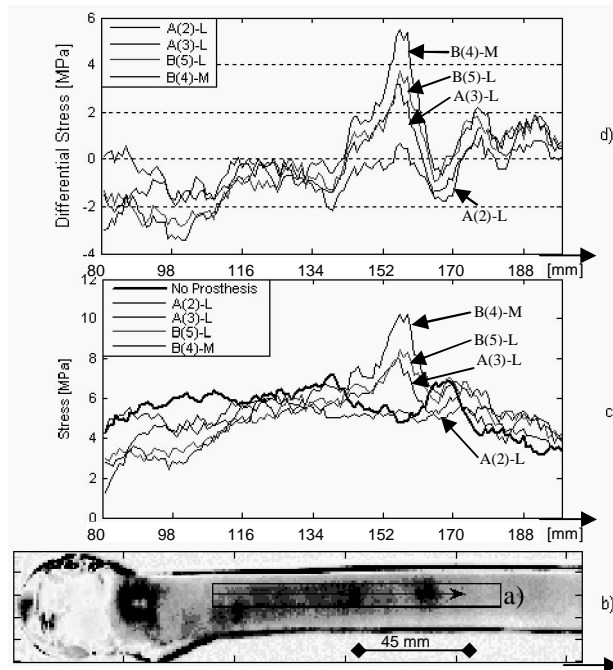 6
4
2
0
-2
-4
Differential Stress [MPa]
A(2)-L
A(3)-L
B(5)-L
B(4)-M
B(4)-M
B(5)-L
A(3)-L
A(2)-L
d)
80 98 116 134 152 170 188 [mm]
12
10
8
6
4
2
0
Stress [MPa]
No Prosthesis
A(2)-L
A(3)-L
B(5)-L
B(4)-M
B(4)-M
B(5)-L
A(3)-L
A(2)-L
c
80 98 116 134 152 170 188 [mm]
a)
b)
45 mm